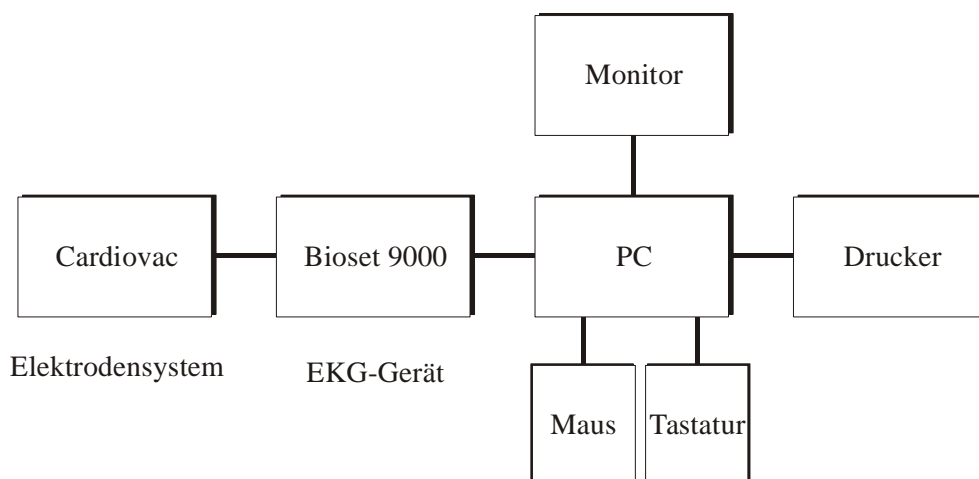 Monitor
Cardiovac
Bioset 9000
PC
Drucker
Elektrodensystem
EKG-Gerät
Maus
Tastatur